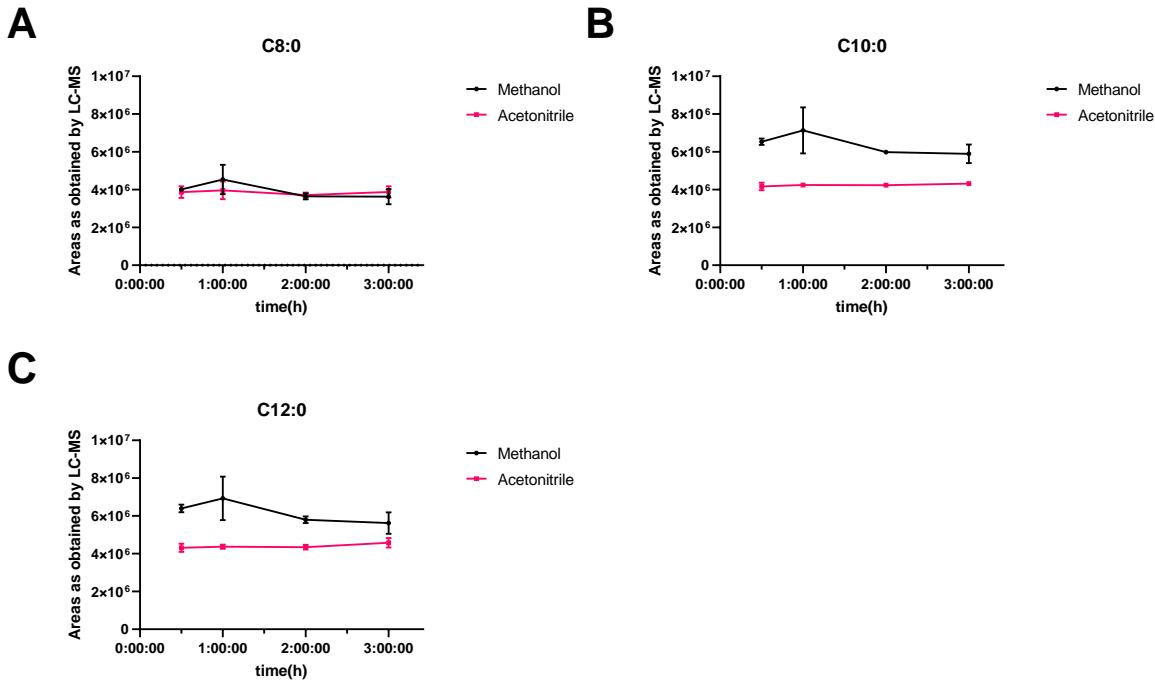 A
C8:0
Areas as obtained by LC-MS
1×10⁷
8×10⁶
6×10⁶
4×10⁶
2×10⁶
0
0:00:00 1:00:00 2:00:00 3:00:00
time(h)
Methanol
Acetonitrile
B
C10:0
Areas as obtained by LC-MS
1×10⁷
8×10⁶
6×10⁶
4×10⁶
2×10⁶
0
0:00:00 1:00:00 2:00:00 3:00:00
time(h)
Methanol
Acetonitrile
C
C12:0
Areas as obtained by LC-MS
1×10⁷
8×10⁶
6×10⁶
4×10⁶
2×10⁶
0
0:00:00 1:00:00 2:00:00 3:00:00
time(h)
Methanol
Acetonitrile